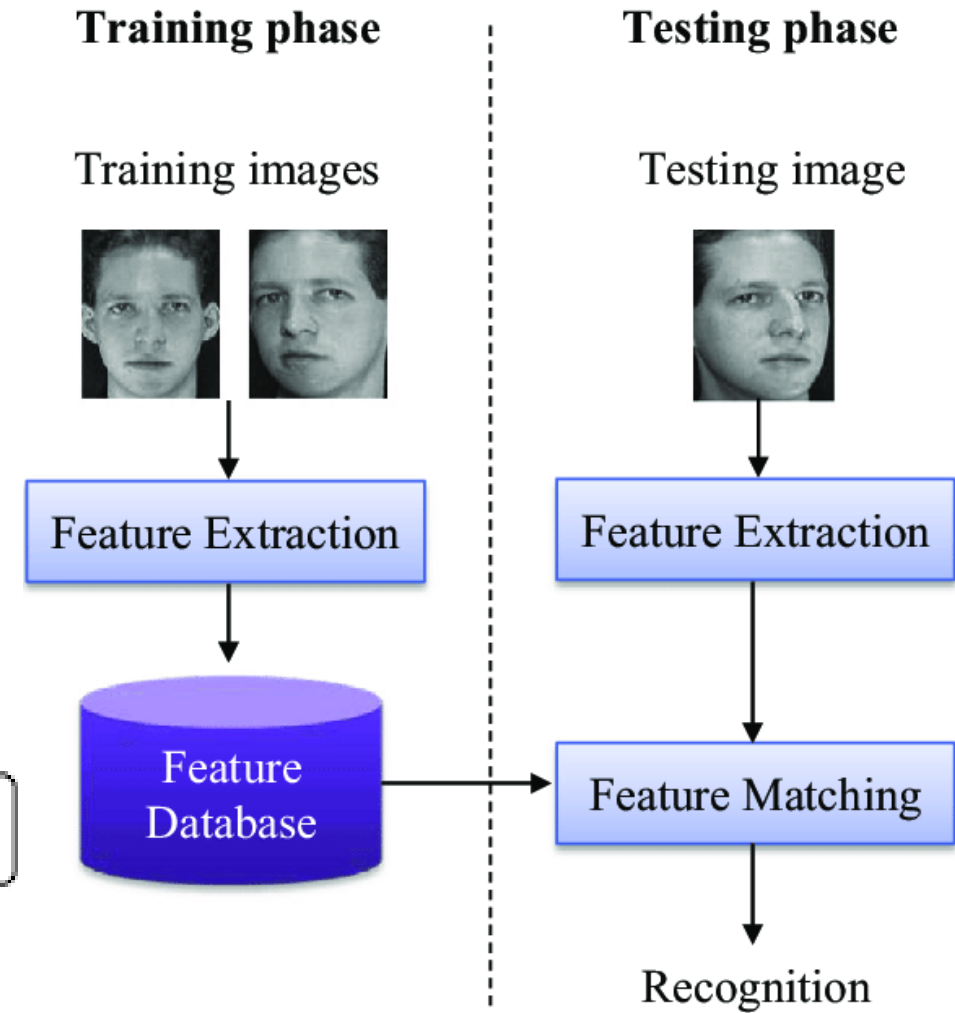 Training phase
Testing phase
Training images
Testing image
Feature Extraction
Feature Extraction
Feature
Database
Feature Matching
Recognition